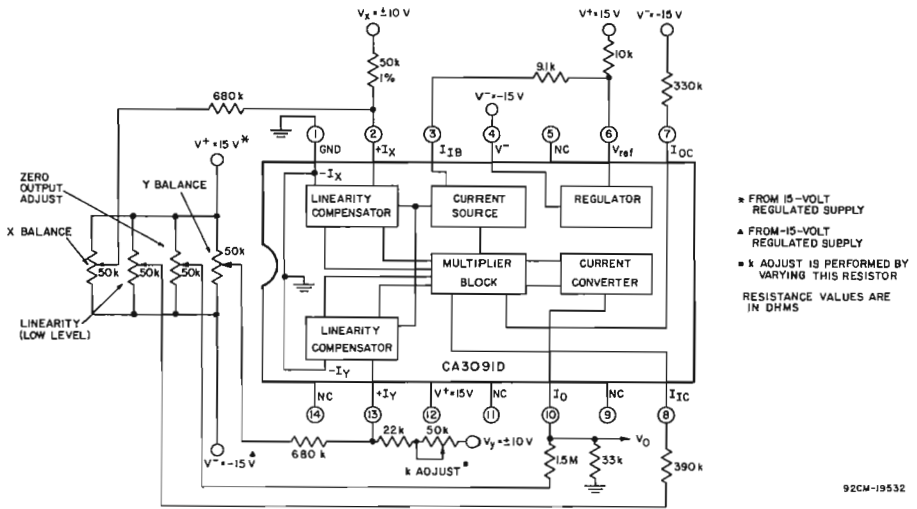 Vx = ±10 V
V+ = 15 V
V- = -15 V
50k
1%
10k
9.1k
680k
330k
V- = -15 V
V+ = 15 V*
1
2
3
4
5
6
7
GND
+IX
IIB
V-
NC
Vref
IOC
ZERO
OUTPUT
ADJUST
Y BALANCE
X BALANCE
-IX
LINEARITY
COMPENSATOR
CURRENT
SOURCE
REGULATOR
* FROM 15-VOLT
REGULATED SUPPLY
▲ FROM -15-VOLT
REGULATED SUPPLY
■ k ADJUST IS PERFORMED BY
VARYING THIS RESISTOR
RESISTANCE VALUES ARE
IN OHMS
50k
50k
50k
50k
MULTIPLIER
BLOCK
CURRENT
CONVERTER
LINEARITY
(LOW LEVEL)
LINEARITY
COMPENSATOR
-IY
CA3091D
NC
+IY
V+ = 15V
NC
IO
NC
IIC
14
13
12
11
10
9
8
V- = -15 V▲
680 k
22k
50k
Vy = ±10V
k ADJUST■
VO
1.5M
33k
390k
92CM-19532